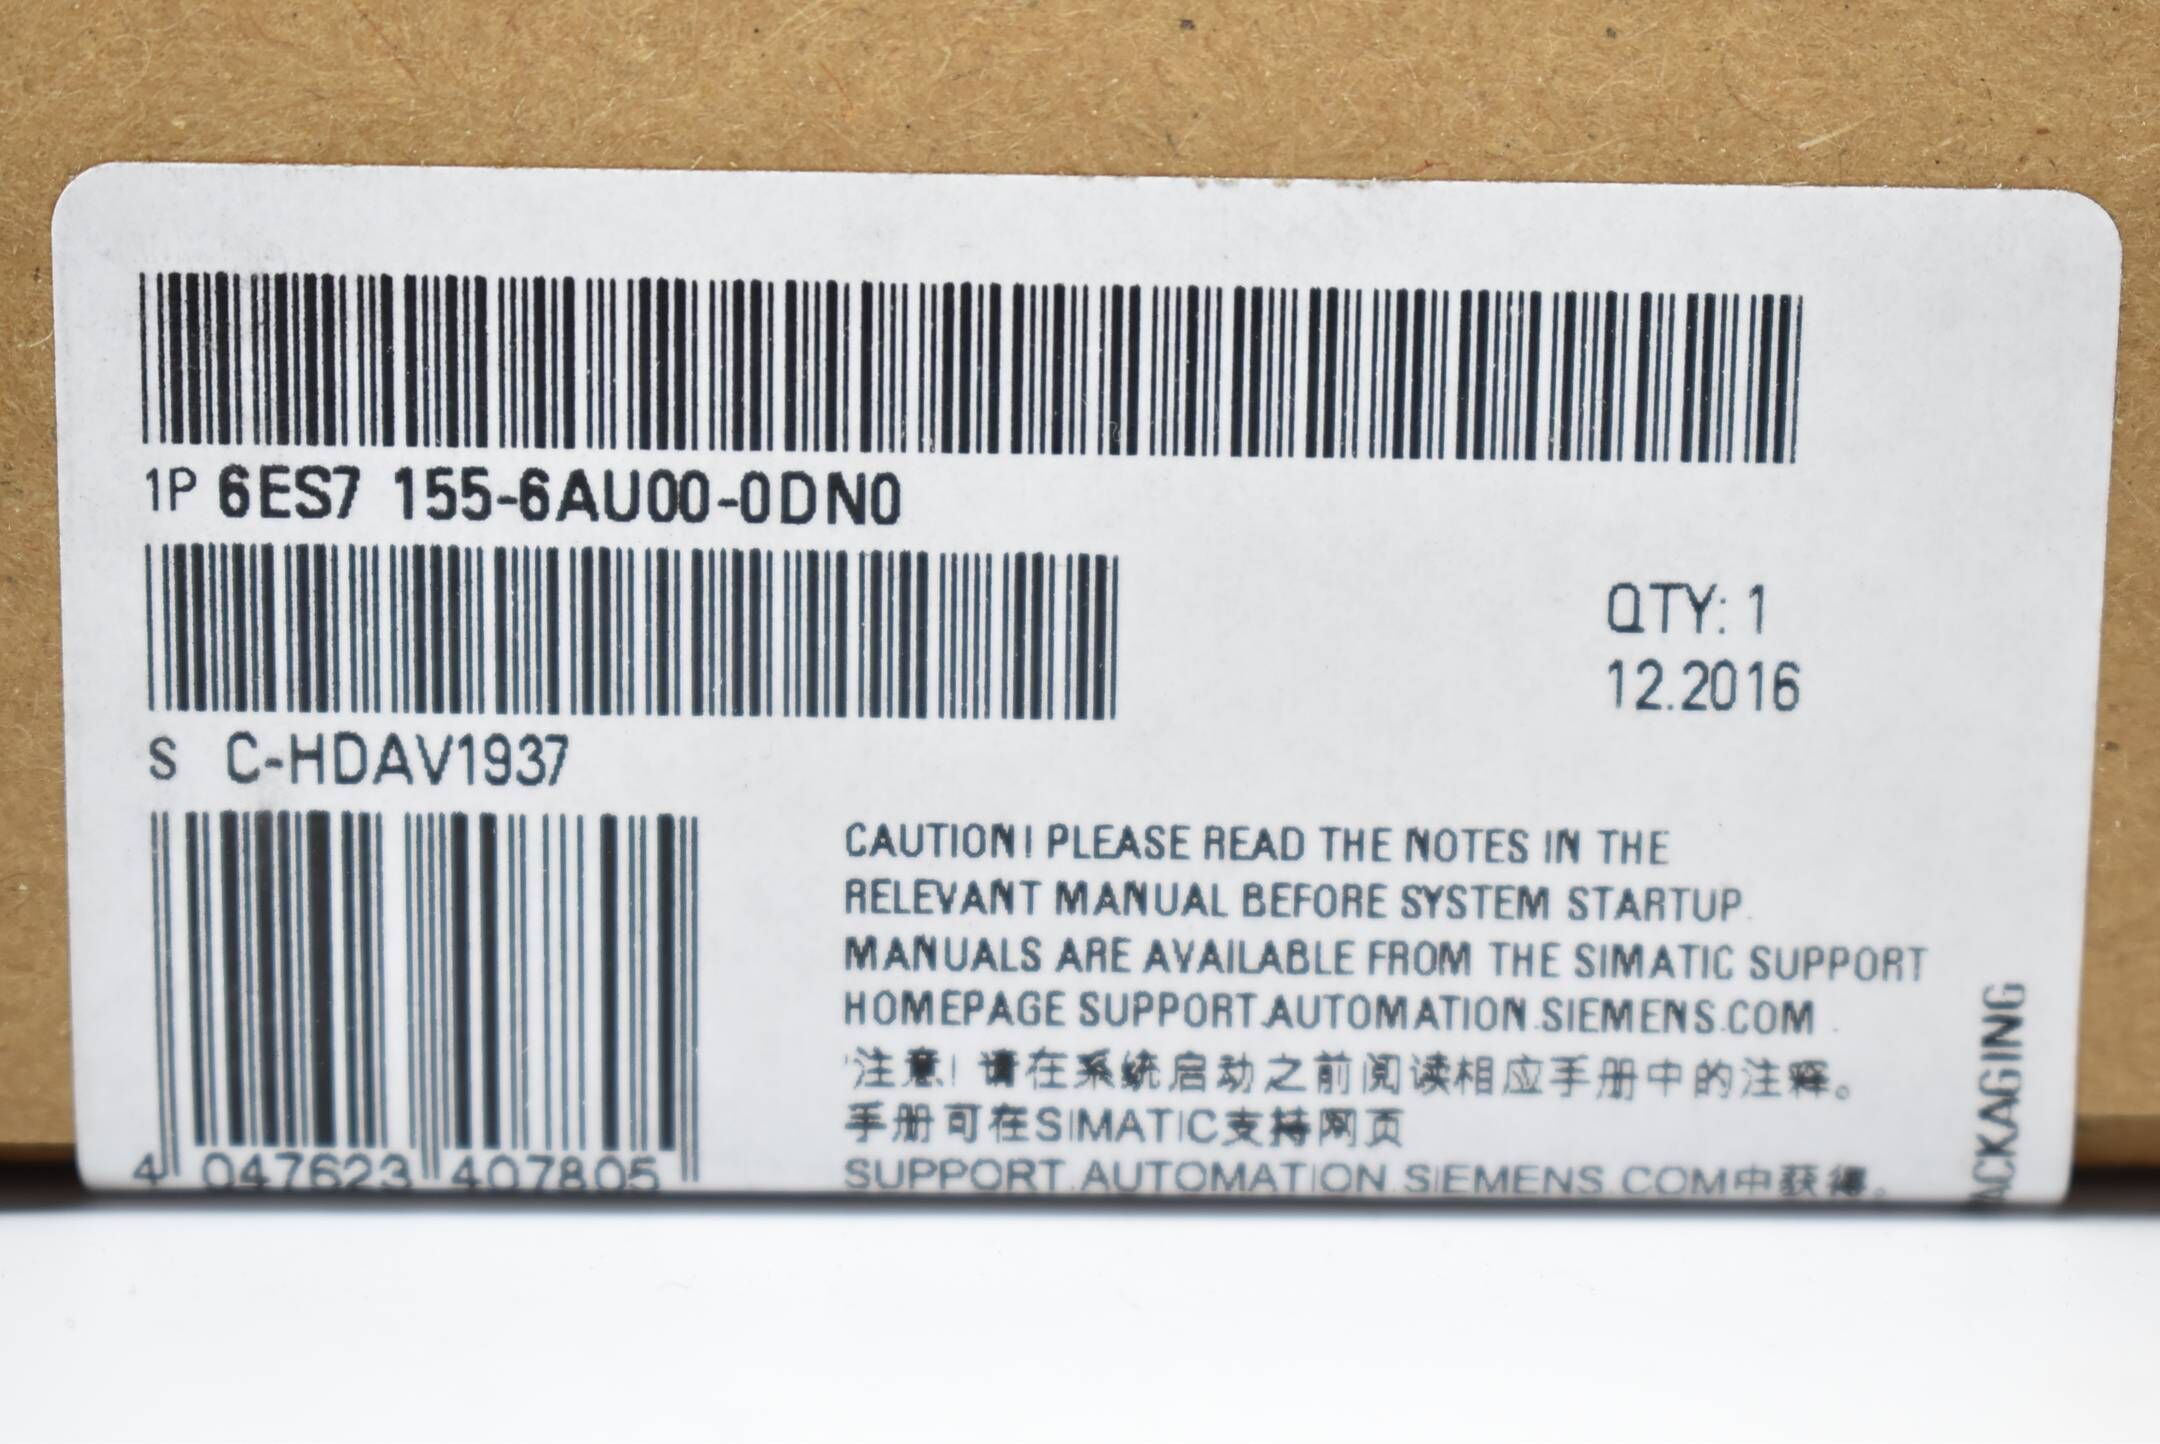 1P 6ES7 155-6AU00-0DN0
QTY: 1
12.2016
S C-HDAV1937
4 047623 407805
CAUTION! PLEASE READ THE NOTES IN THE
RELEVANT MANUAL BEFORE SYSTEM STARTUP.
MANUALS ARE AVAILABLE FROM THE SIMATIC SUPPORT
HOMEPAGE SUPPORT.AUTOMATION.SIEMENS.COM .
注意! 请在系统启动之前阅读相应手册中的注释。
手册可在SIMATIC支持网页
SUPPORT.AUTOMATION.SIEMENS.COM中获得。
ACKAGING